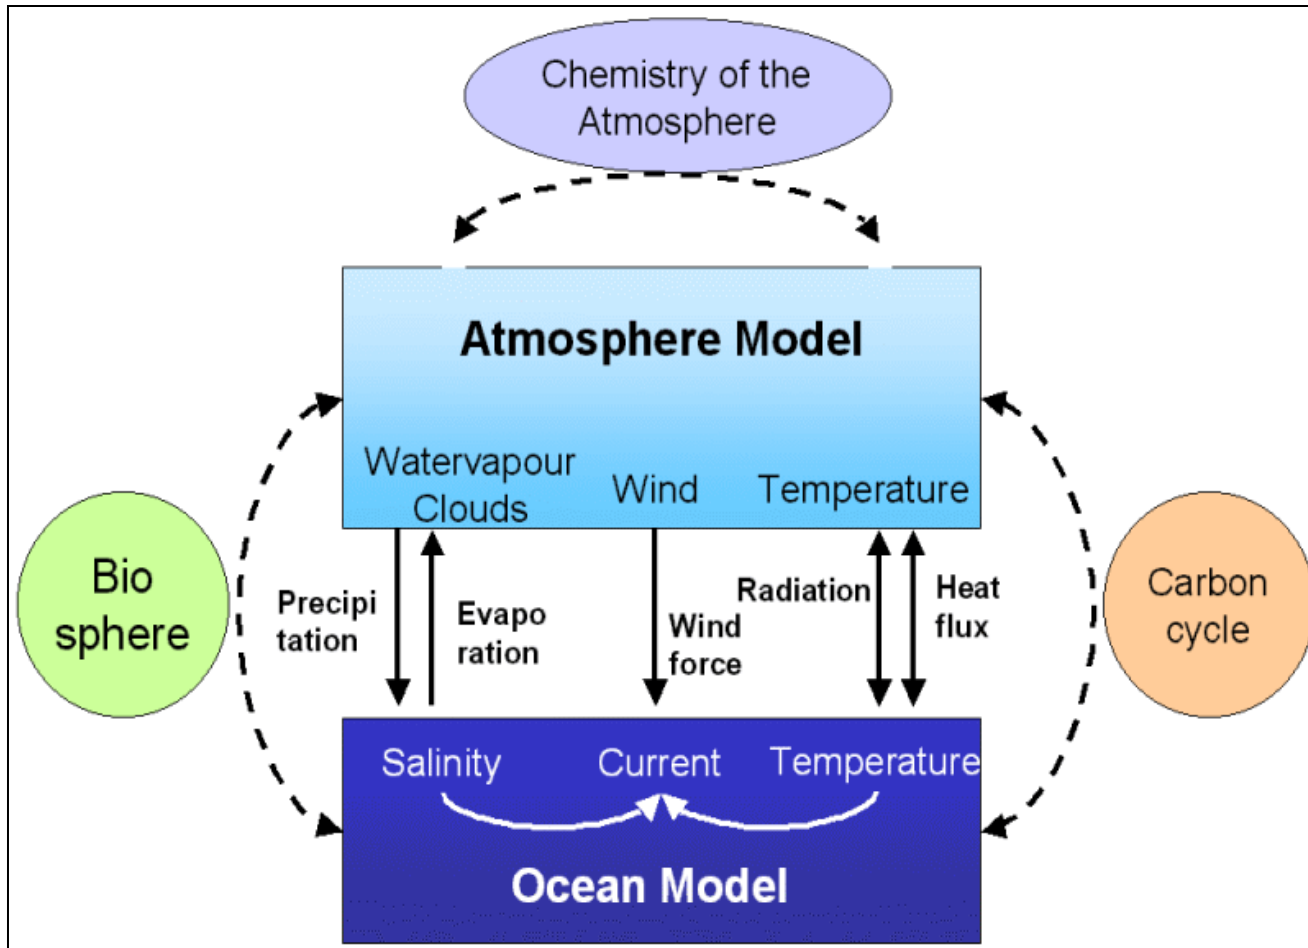 Chemistry of the
Atmosphere
Atmosphere Model
Watervapour
Clouds
Wind
Temperature
Bio
sphere
Precipi
tation
Evapo
ration
Wind
force
Radiation
Heat
flux
Carbon
cycle
Salinity
Current
Temperature
Ocean Model